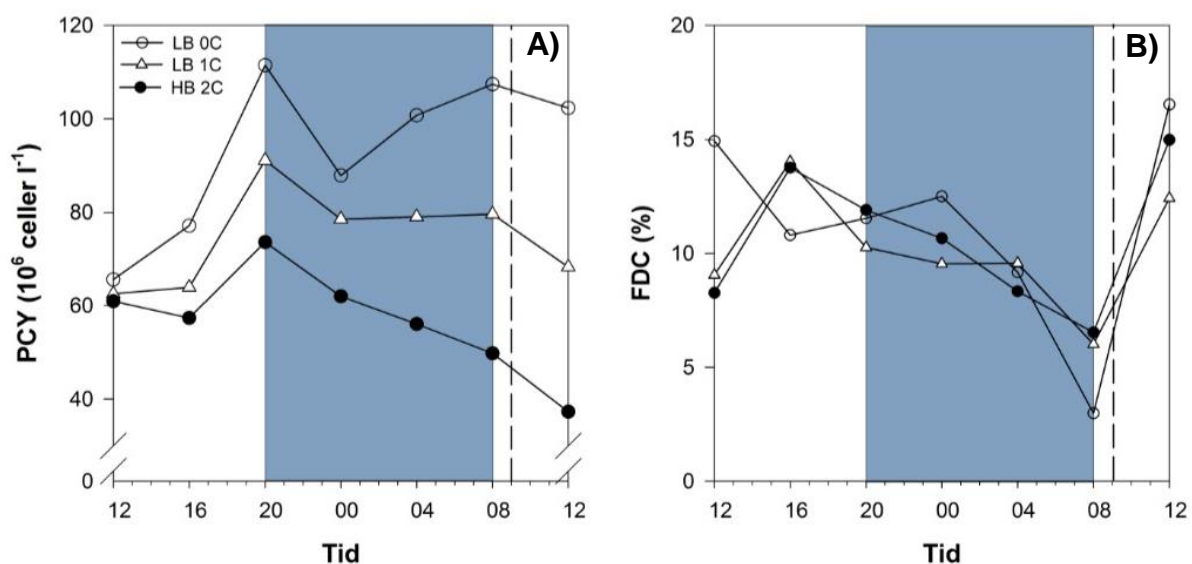 A)
LB 0C
LB 1C
HB 2C
PCY (10⁶ celler l⁻¹)
120
100
80
60
40
0
12 16 20 00 04 08 12
Tid
B)
FDC (%)
20
15
10
5
0
12 16 20 00 04 08 12
Tid